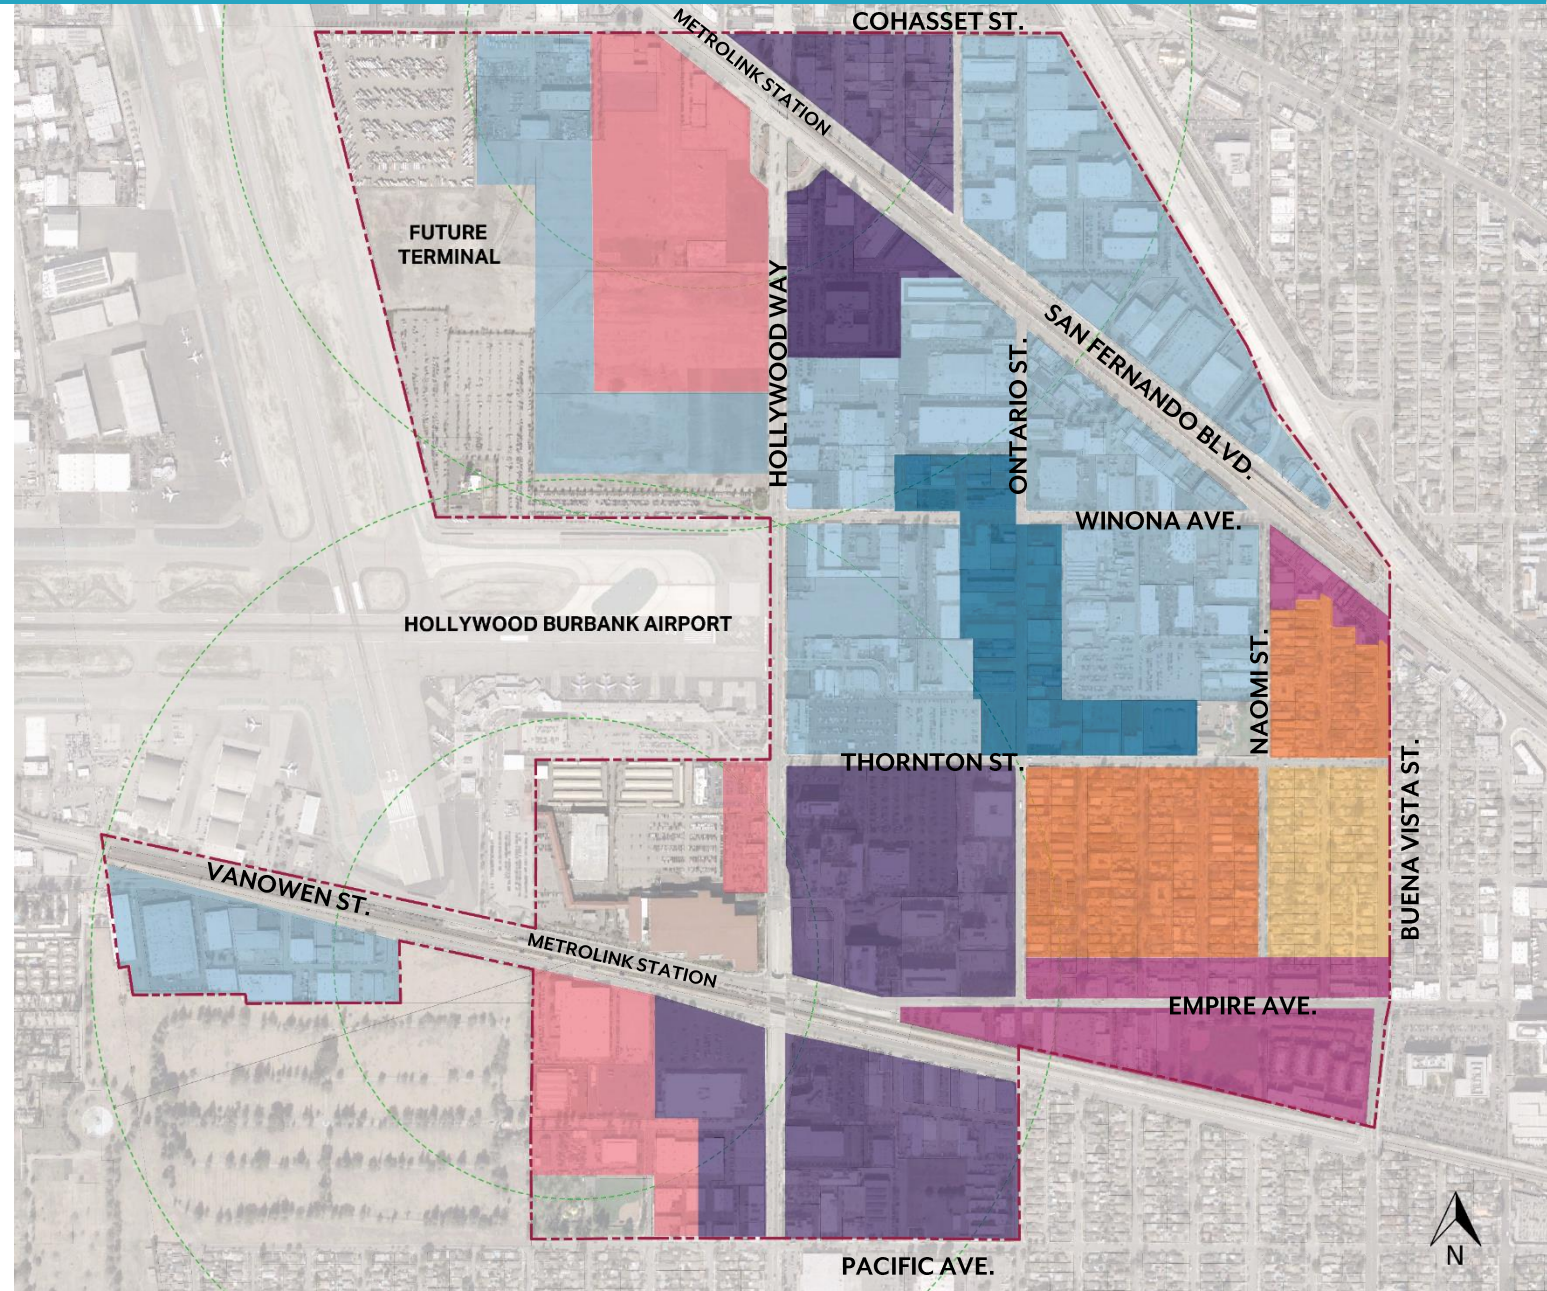 COHASSET ST.
METROLINK STATION
FUTURE
TERMINAL
HOLLYWOOD WAY
SAN FERNANDO BLVD.
ONTARIO ST.
WINONA AVE.
HOLLYWOOD BURBANK AIRPORT
NAOMI ST.
THORNTON ST.
BUENA VISTA ST.
VANOWEN ST.
METROLINK STATION
EMPIRE AVE.
PACIFIC AVE.
N